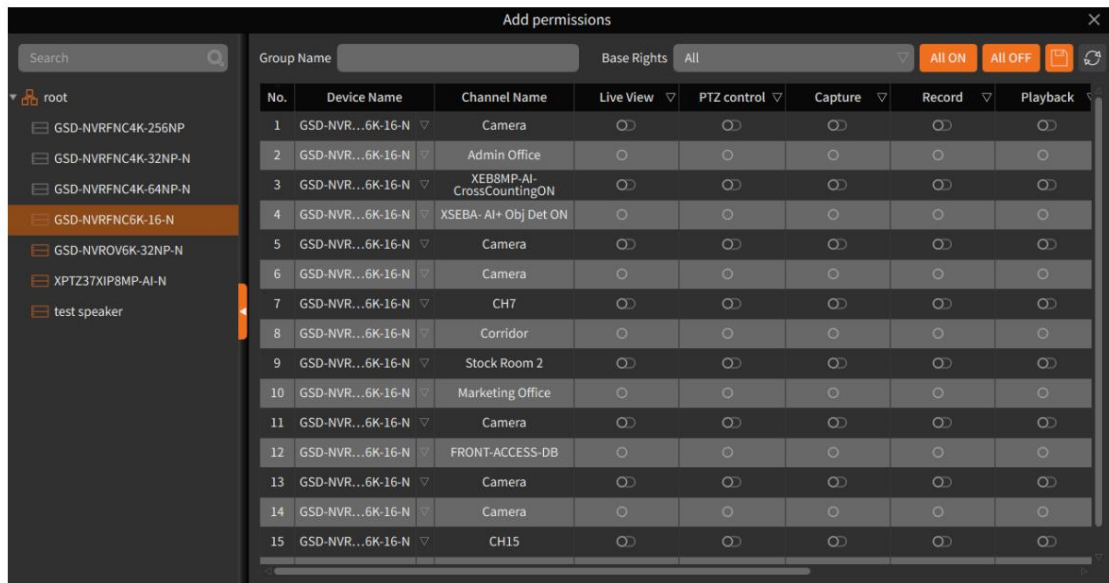 Add permissions
Search
Group Name
Base Rights All
All ON
All OFF
root
GSD-NVRFNC4K-256NP
GSD-NVRFNC4K-32NP-N
GSD-NVRFNC4K-64NP-N
GSD-NVRFNC6K-16-N
GSD-NVROV6K-32NP-N
XPTZ37XIP8MP-AI-N
test speaker
No. Device Name Channel Name Live View PTZ control Capture Record Playback
1 GSD-NVR...6K-16-N Camera
2 GSD-NVR...6K-16-N Admin Office
3 GSD-NVR...6K-16-N XEB8MP-AI-
CrossCountingON
4 GSD-NVR...6K-16-N XSEBA- AI+ Obj Det ON
5 GSD-NVR...6K-16-N Camera
6 GSD-NVR...6K-16-N Camera
7 GSD-NVR...6K-16-N CH7
8 GSD-NVR...6K-16-N Corridor
9 GSD-NVR...6K-16-N Stock Room 2
10 GSD-NVR...6K-16-N Marketing Office
11 GSD-NVR...6K-16-N Camera
12 GSD-NVR...6K-16-N FRONT-ACCESS-DB
13 GSD-NVR...6K-16-N Camera
14 GSD-NVR...6K-16-N Camera
15 GSD-NVR...6K-16-N CH15